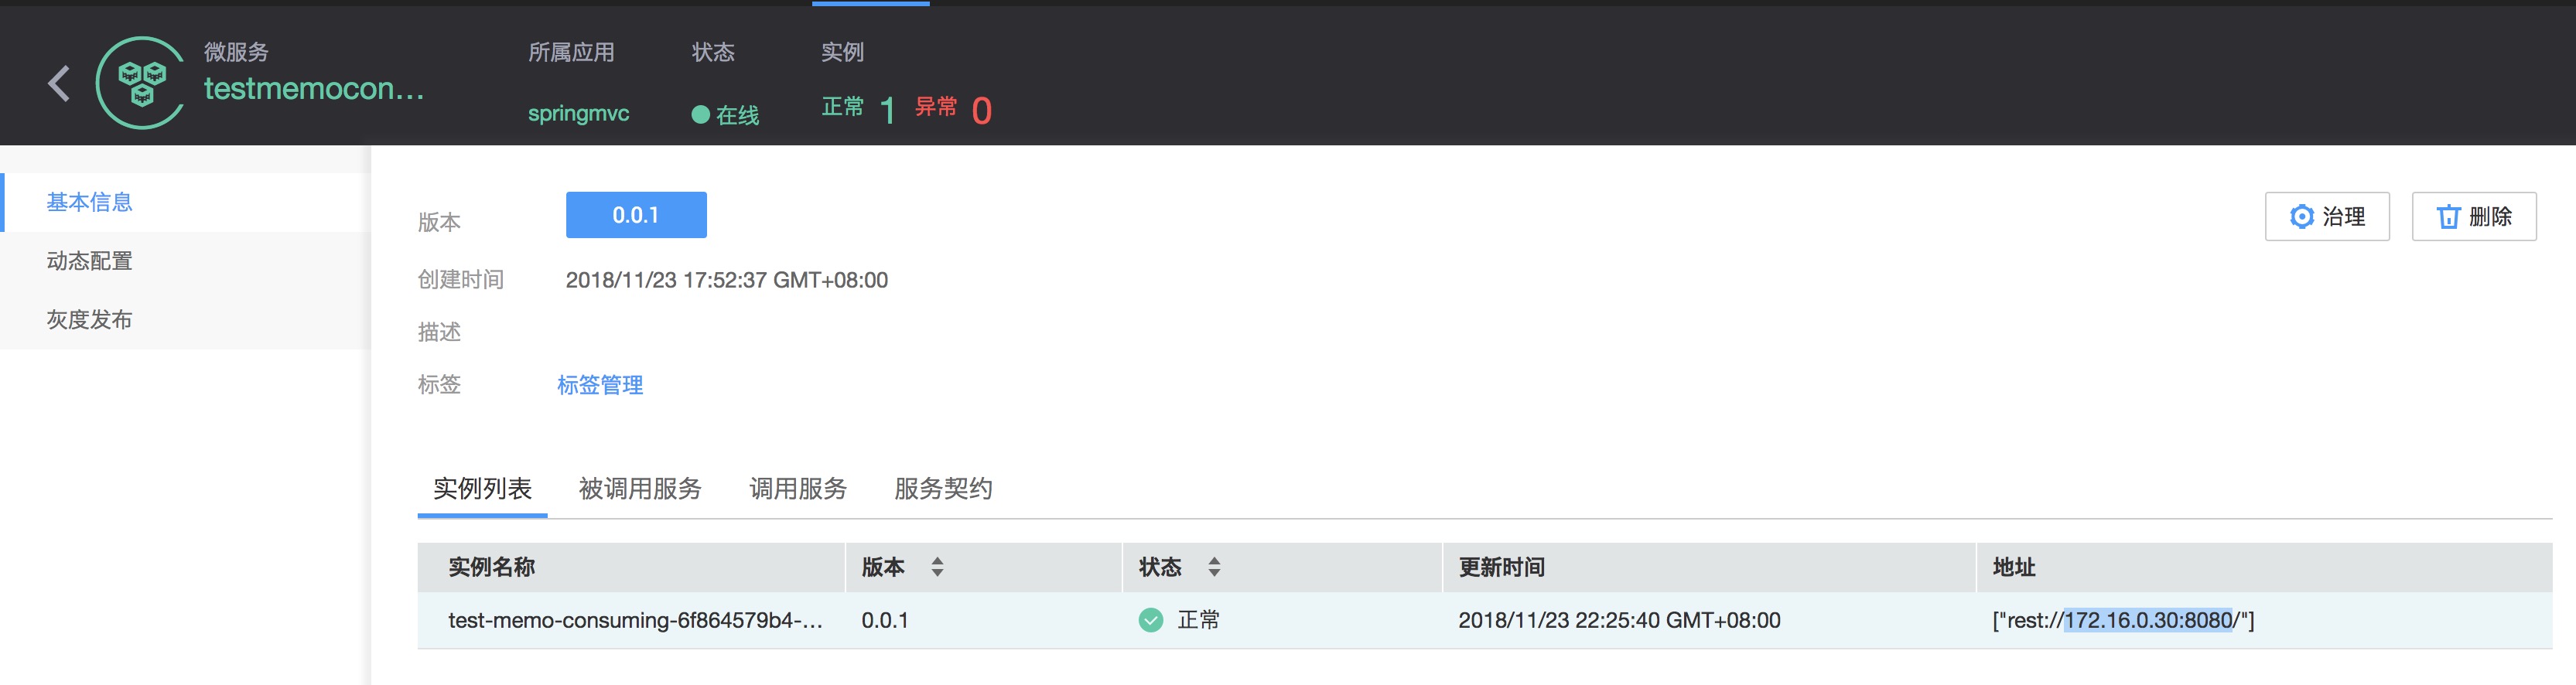 微服务
testmemocon...
所属应用
springmvc
状态
在线
实例
正常 1 异常 0
基本信息
动态配置
灰度发布
版本 0.0.1
治理 删除
创建时间 2018/11/23 17:52:37 GMT+08:00
描述
标签 标签管理
实例列表 被调用服务 调用服务 服务契约
实例名称 版本 状态 更新时间 地址
test-memo-consuming-6f864579b4-... 0.0.1 正常 2018/11/23 22:25:40 GMT+08:00 ["rest://172.16.0.30:8080/"]